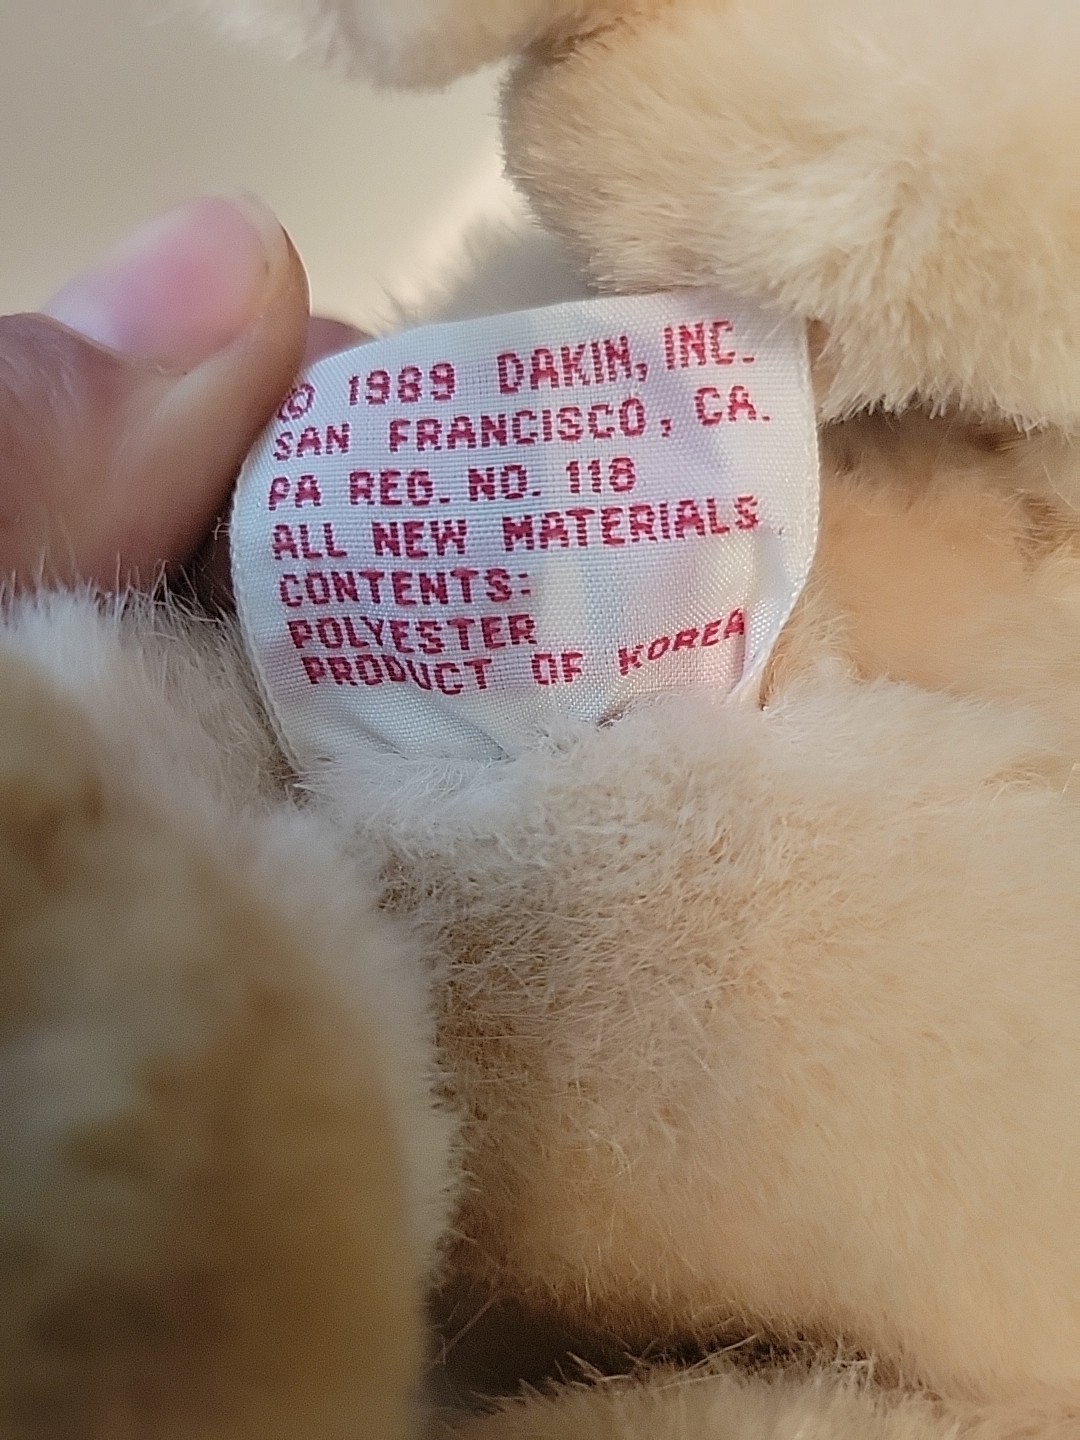 © 1989 DAKIN, INC.
SAN FRANCISCO, CA.
PA REG. NO. 118
ALL NEW MATERIALS
CONTENTS:
POLYESTER
PRODUCT OF KOREA